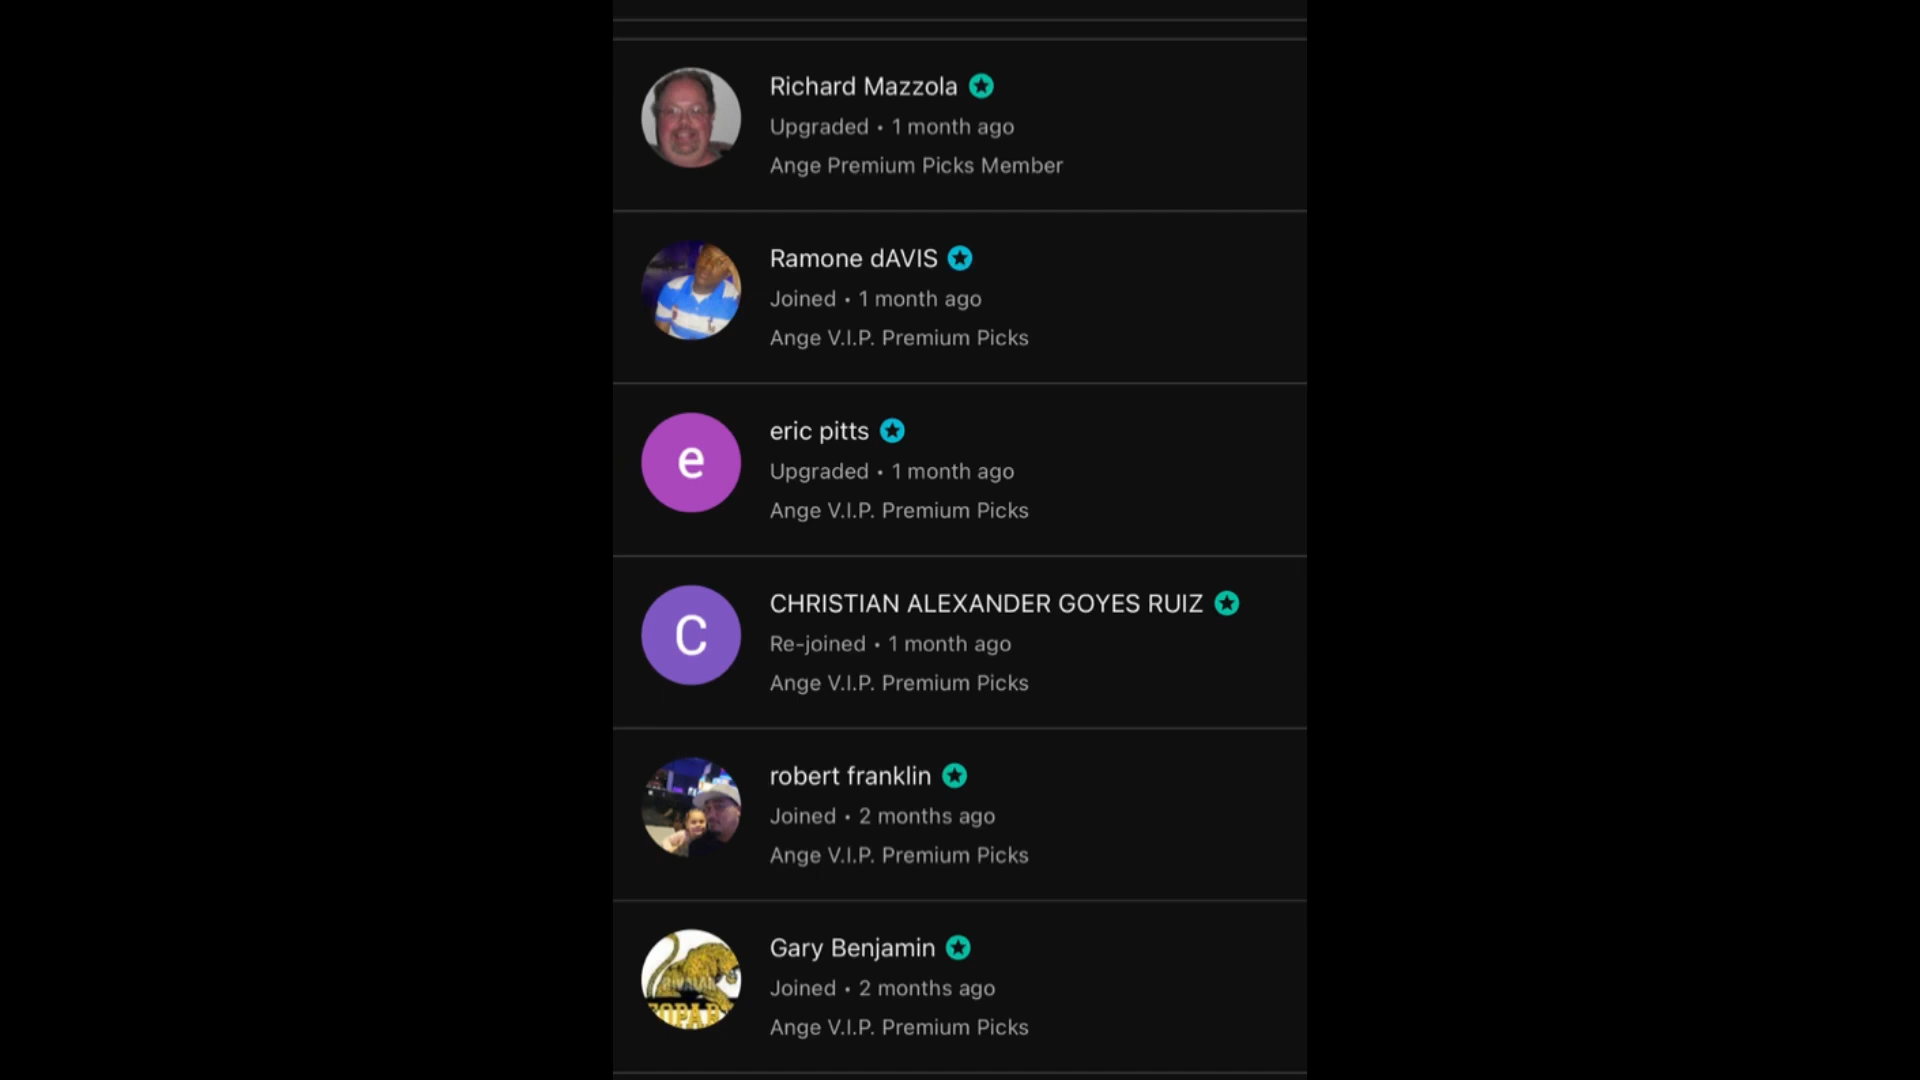 Richard Mazzola
Upgraded • 1 month ago
Ange Premium Picks Member
Ramone dAVIS
Joined • 1 month ago
Ange V.I.P. Premium Picks
e
eric pitts
Upgraded • 1 month ago
Ange V.I.P. Premium Picks
C
CHRISTIAN ALEXANDER GOYES RUIZ
Re-joined • 1 month ago
Ange V.I.P. Premium Picks
robert franklin
Joined • 2 months ago
Ange V.I.P. Premium Picks
Gary Benjamin
Joined • 2 months ago
Ange V.I.P. Premium Picks